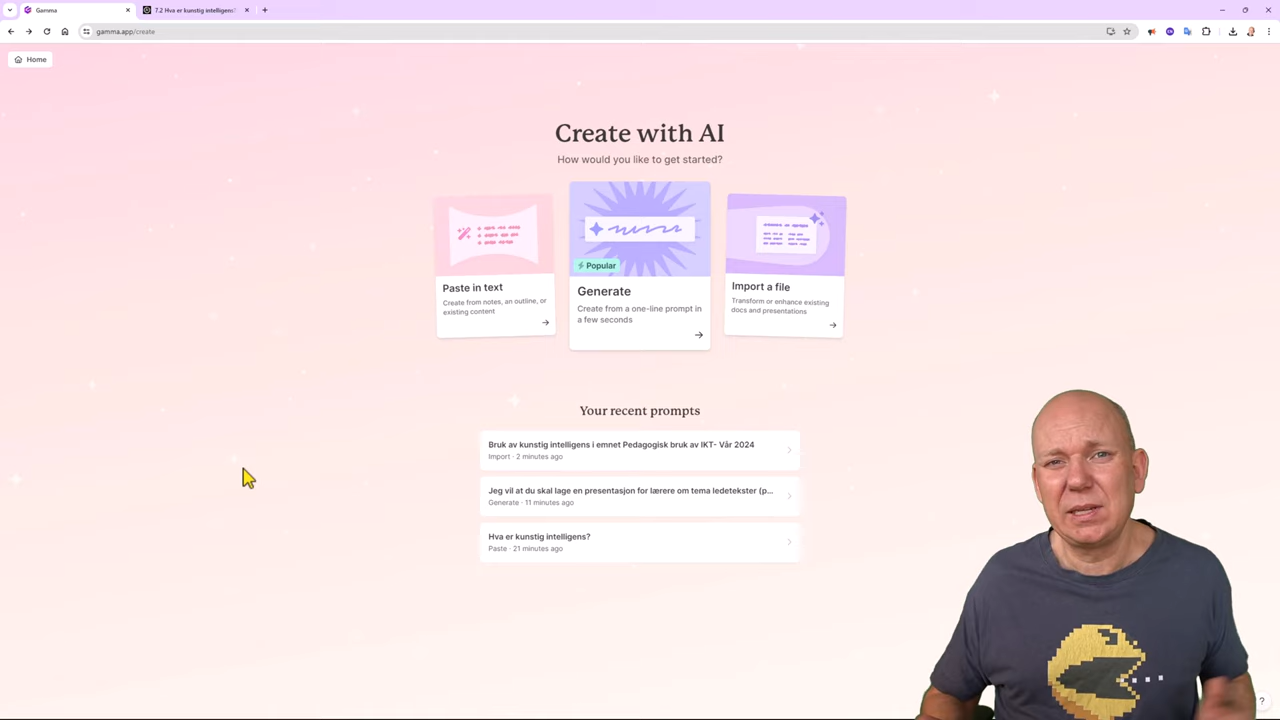 Gamma
7.2 Hva er kunstig intelligens?
gamma.app/create
Home
Create with AI
How would you like to get started?
Paste in text
Create from notes, an outline, or
existing content
Popular
Generate
Create from a one-line prompt in
a few seconds
Import a file
Transform or enhance existing
docs and presentations
Your recent prompts
Bruk av kunstig intelligens i emnet Pedagogisk bruk av IKT- Vår 2024
Import · 2 minutes ago
Jeg vil at du skal lage en presentasjon for lærere om tema ledetekster (p...
Generate · 11 minutes ago
Hva er kunstig intelligens?
Paste · 21 minutes ago
?